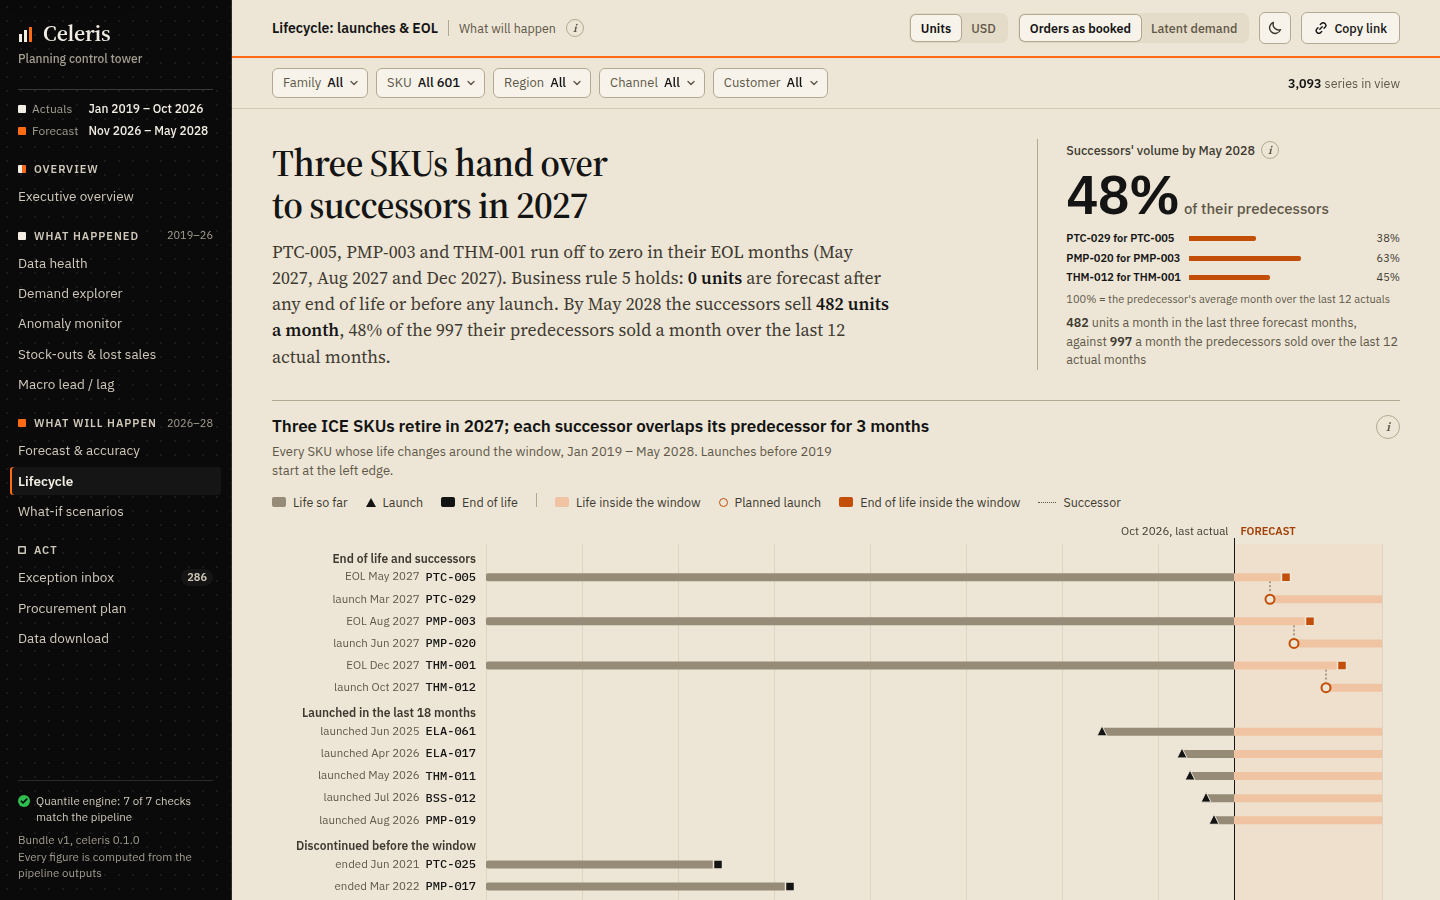 Celeris
Planning control tower
Actuals Jan 2019 – Oct 2026
Forecast Nov 2026 – May 2028
OVERVIEW
Executive overview
WHAT HAPPENED 2019–26
Data health
Demand explorer
Anomaly monitor
Stock-outs & lost sales
Macro lead / lag
WHAT WILL HAPPEN 2026–28
Forecast & accuracy
Lifecycle
What-if scenarios
ACT
Exception inbox 286
Procurement plan
Data download
Quantile engine: 7 of 7 checks
match the pipeline
Bundle v1, celeris 0.1.0
Every figure is computed from the
pipeline outputs
Lifecycle: launches & EOL What will happen i
Units USD Orders as booked Latent demand Copy link
Family All SKU All 601 Region All Channel All Customer All 3,093 series in view
Three SKUs hand over
to successors in 2027
PTC-005, PMP-003 and THM-001 run off to zero in their EOL months (May
2027, Aug 2027 and Dec 2027). Business rule 5 holds: 0 units are forecast after
any end of life or before any launch. By May 2028 the successors sell 482 units
a month, 48% of the 997 their predecessors sold a month over the last 12
actual months.
Successors' volume by May 2028 i
48% of their predecessors
PTC-029 for PTC-005 38%
PMP-020 for PMP-003 63%
THM-012 for THM-001 45%
100% = the predecessor's average month over the last 12 actuals
482 units a month in the last three forecast months,
against 997 a month the predecessors sold over the last 12
actual months
Three ICE SKUs retire in 2027; each successor overlaps its predecessor for 3 months i
Every SKU whose life changes around the window, Jan 2019 – May 2028. Launches before 2019
start at the left edge.
Life so far Launch End of life Life inside the window Planned launch End of life inside the window Successor
Oct 2026, last actual FORECAST
End of life and successors
EOL May 2027 PTC-005
launch Mar 2027 PTC-029
EOL Aug 2027 PMP-003
launch Jun 2027 PMP-020
EOL Dec 2027 THM-001
launch Oct 2027 THM-012
Launched in the last 18 months
launched Jun 2025 ELA-061
launched Apr 2026 ELA-017
launched May 2026 THM-011
launched Jul 2026 BSS-012
launched Aug 2026 PMP-019
Discontinued before the window
ended Jun 2021 PTC-025
ended Mar 2022 PMP-017